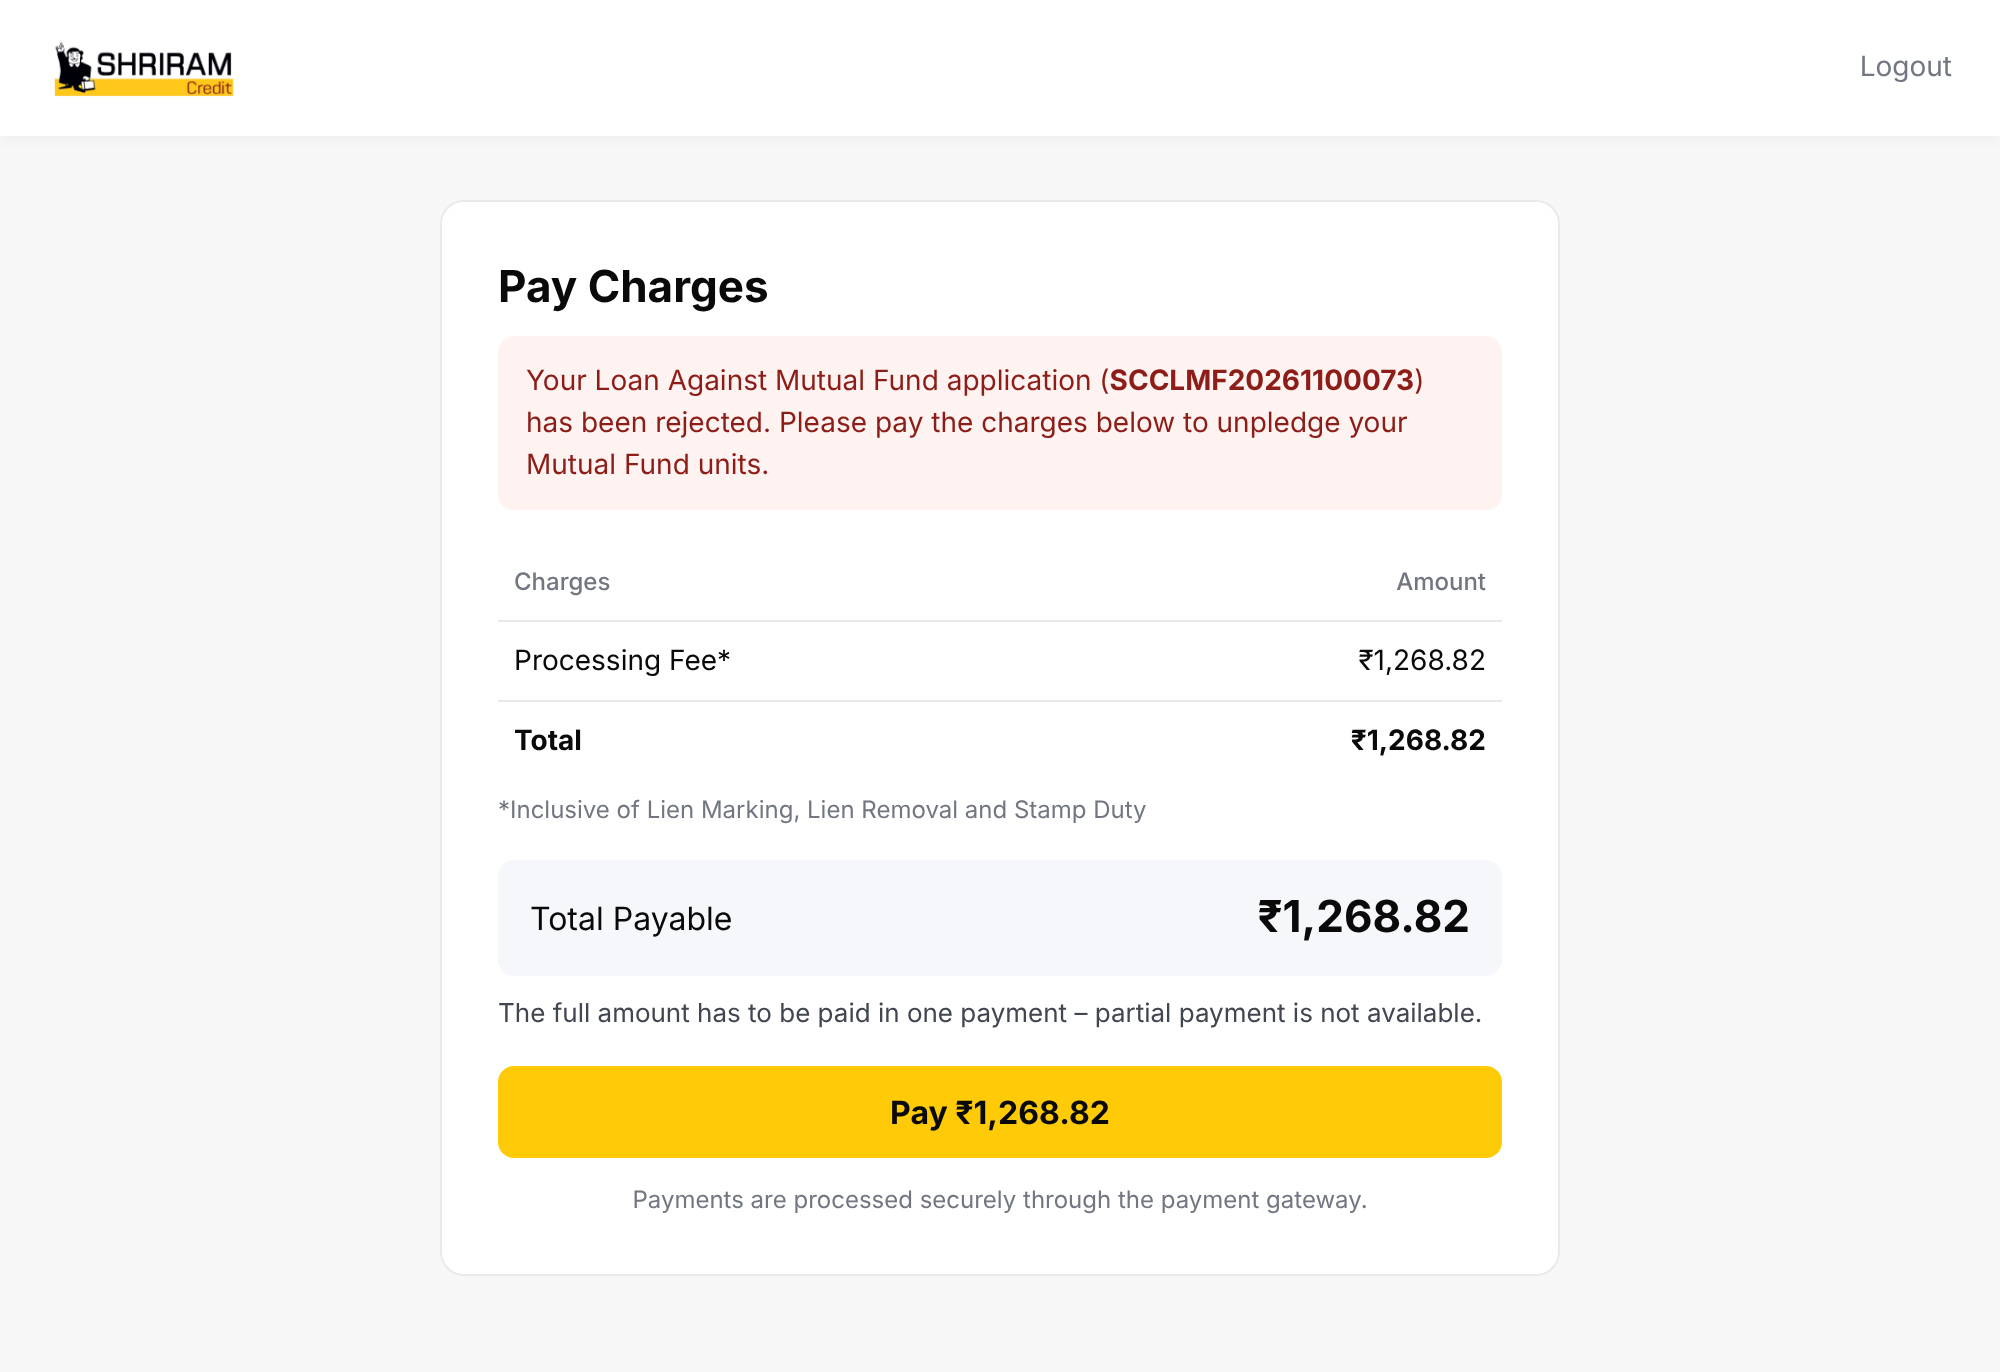 SHRIRAM
Credit
Logout
Pay Charges
Your Loan Against Mutual Fund application (SCCLMF20261100073)
has been rejected. Please pay the charges below to unpledge your
Mutual Fund units.
Charges Amount
Processing Fee* ₹1,268.82
Total ₹1,268.82
*Inclusive of Lien Marking, Lien Removal and Stamp Duty
Total Payable ₹1,268.82
The full amount has to be paid in one payment – partial payment is not available.
Pay ₹1,268.82
Payments are processed securely through the payment gateway.